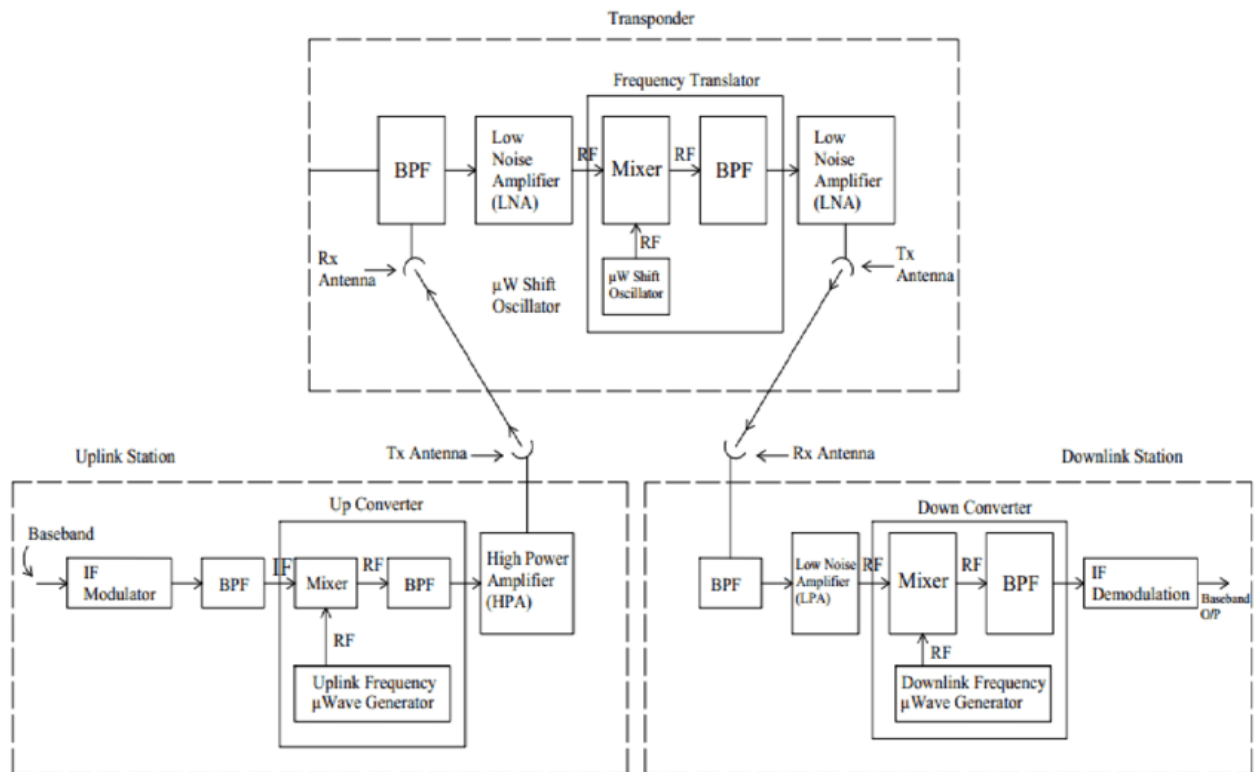 Transponder
Frequency Translator
BPF
Low
Noise
Amplifier
(LNA)
RF
Mixer
RF
BPF
Low
Noise
Amplifier
(LNA)
RF
µW Shift
Oscillator
Rx
Antenna
µW Shift
Oscillator
Tx
Antenna
Uplink Station
Tx Antenna
Rx Antenna
Downlink Station
Up Converter
Baseband
IF
Modulator
BPF
IF
Mixer
RF
BPF
High Power
Amplifier
(HPA)
RF
Uplink Frequency
µWave Generator
Down Converter
BPF
Low Noise
Amplifier
(LPA)
RF
Mixer
RF
BPF
IF
Demodulation
Baseband
O/P
RF
Downlink Frequency
µWave Generator